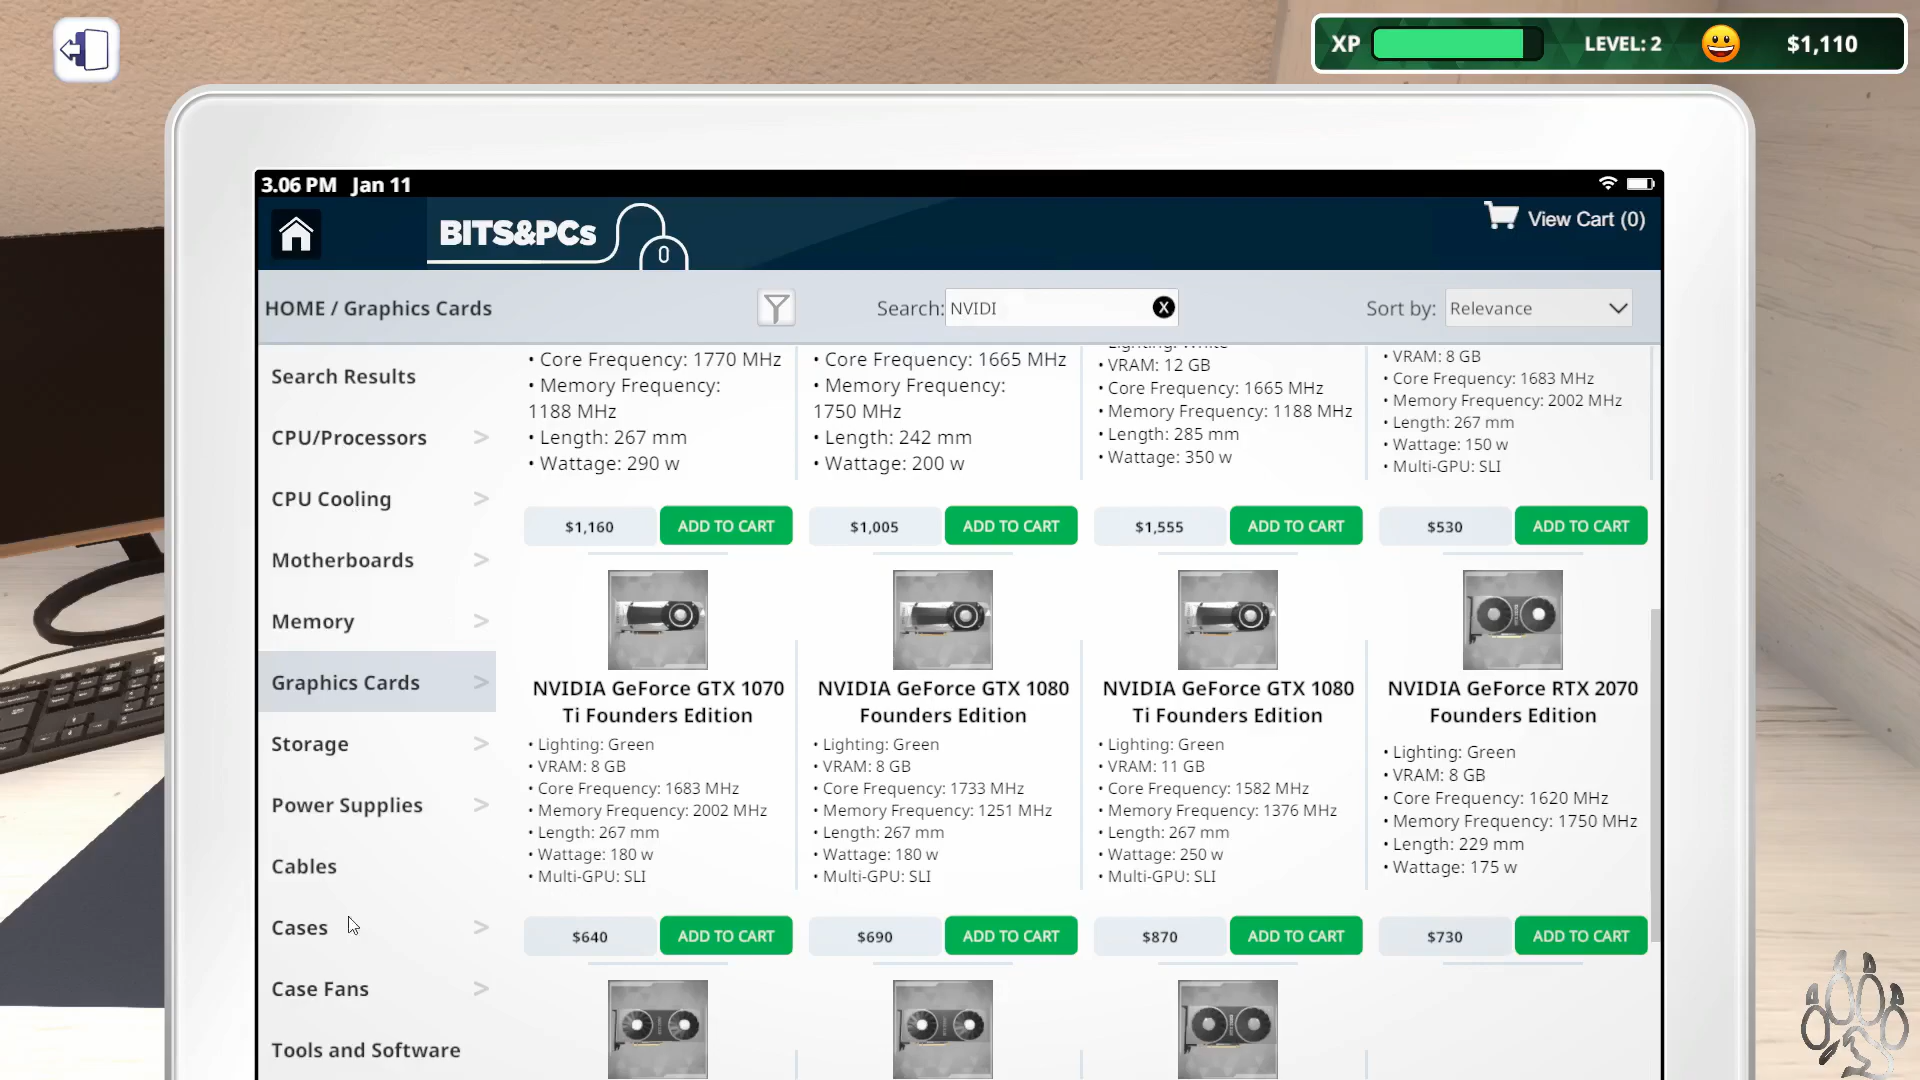 XP LEVEL: 2 $1,110
3.06 PM Jan 11
BITS&PCs
0
View Cart (0)
HOME / Graphics Cards
Search: NVIDI X
Sort by: Relevance
Search Results
CPU/Processors >
CPU Cooling >
Motherboards >
Memory >
Graphics Cards >
Storage >
Power Supplies >
Cables
Cases >
Case Fans >
Tools and Software
• Core Frequency: 1770 MHz
• Memory Frequency:
1188 MHz
• Length: 267 mm
• Wattage: 290 w
$1,160 ADD TO CART
• Core Frequency: 1665 MHz
• Memory Frequency:
1750 MHz
• Length: 242 mm
• Wattage: 200 w
$1,005 ADD TO CART
Lighting: White
• VRAM: 12 GB
• Core Frequency: 1665 MHz
• Memory Frequency: 1188 MHz
• Length: 285 mm
• Wattage: 350 w
$1,555 ADD TO CART
• VRAM: 8 GB
• Core Frequency: 1683 MHz
• Memory Frequency: 2002 MHz
• Length: 267 mm
• Wattage: 150 w
• Multi-GPU: SLI
$530 ADD TO CART
NVIDIA GeForce GTX 1070
Ti Founders Edition
• Lighting: Green
• VRAM: 8 GB
• Core Frequency: 1683 MHz
• Memory Frequency: 2002 MHz
• Length: 267 mm
• Wattage: 180 w
• Multi-GPU: SLI
$640 ADD TO CART
NVIDIA GeForce GTX 1080
Founders Edition
• Lighting: Green
• VRAM: 8 GB
• Core Frequency: 1733 MHz
• Memory Frequency: 1251 MHz
• Length: 267 mm
• Wattage: 180 w
• Multi-GPU: SLI
$690 ADD TO CART
NVIDIA GeForce GTX 1080
Ti Founders Edition
• Lighting: Green
• VRAM: 11 GB
• Core Frequency: 1582 MHz
• Memory Frequency: 1376 MHz
• Length: 267 mm
• Wattage: 250 w
• Multi-GPU: SLI
$870 ADD TO CART
NVIDIA GeForce RTX 2070
Founders Edition
• Lighting: Green
• VRAM: 8 GB
• Core Frequency: 1620 MHz
• Memory Frequency: 1750 MHz
• Length: 229 mm
• Wattage: 175 w
$730 ADD TO CART